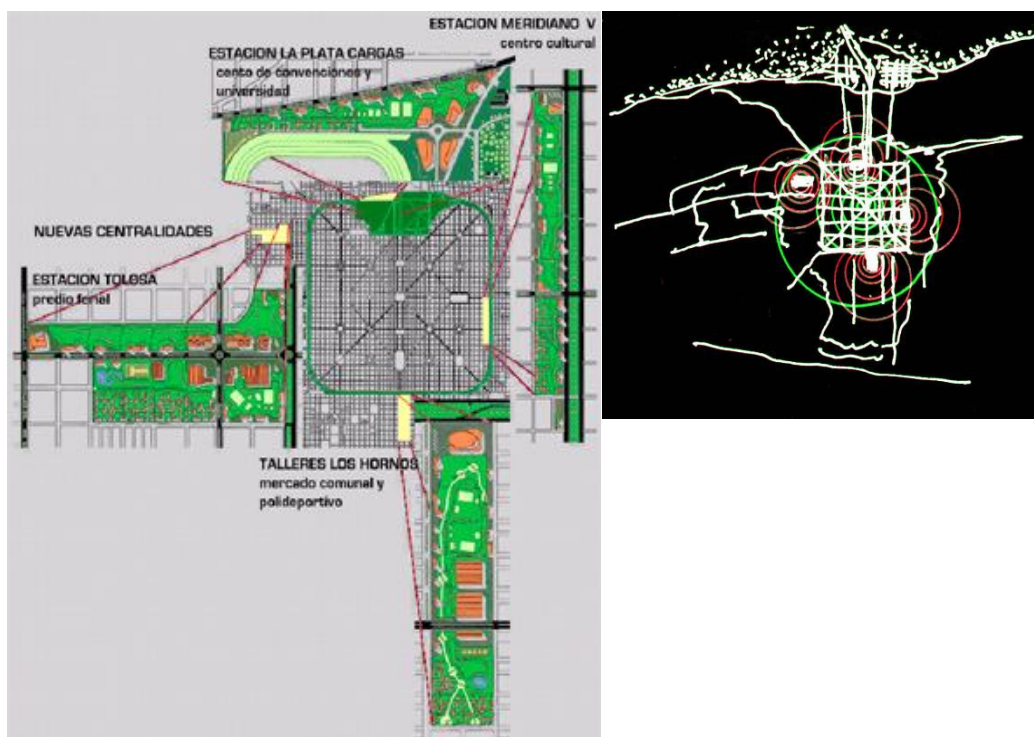 ESTACION MERIDIANO V
centro cultural
ESTACION LA PLATA CARGAS
cento de convenciones y
universidad
NUEVAS CENTRALIDADES
ESTACION TOLOSA
predio ferial
TALLERES LOS HORNOS
mercado comunal y
polideportivo